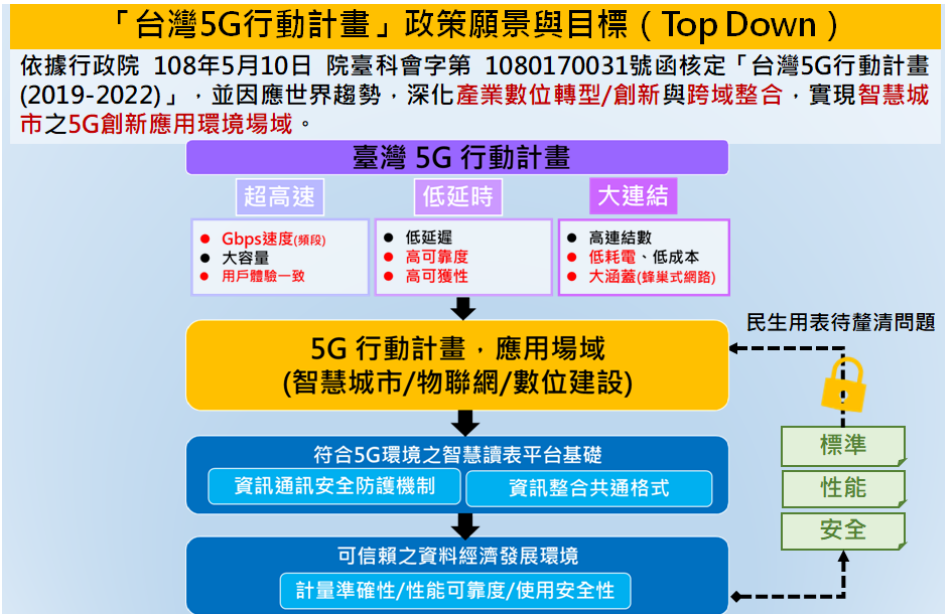 「台灣5G行動計畫」政策願景與目標（Top Down）
依據行政院 108年5月10日 院臺科會字第 1080170031號函核定「台灣5G行動計畫
(2019-2022)」，並因應世界趨勢，深化產業數位轉型/創新與跨域整合，實現智慧城
市之5G創新應用環境場域。
臺灣 5G 行動計畫
超高速
低延時
大連結
● Gbps速度(頻段)
● 大容量
● 用戶體驗一致
● 低延遲
● 高可靠度
● 高可獲性
● 高連結數
● 低耗電、低成本
● 大涵蓋(蜂巢式網路)
民生用表待釐清問題
5G 行動計畫，應用場域
(智慧城市/物聯網/數位建設)
標準
性能
安全
符合5G環境之智慧讀表平台基礎
資訊通訊安全防護機制
資訊整合共通格式
可信賴之資料經濟發展環境
計量準確性/性能可靠度/使用安全性